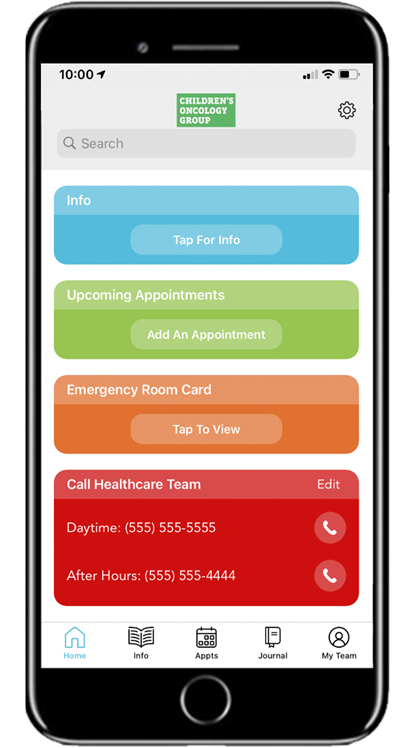 10:00
CHILDREN'S
ONCOLOGY
GROUP
Search
Info
Tap For Info
Upcoming Appointments
Add An Appointment
Emergency Room Card
Tap To View
Call Healthcare Team Edit
Daytime: (555) 555-5555
After Hours: (555) 555-4444
Home Info Appts Journal My Team